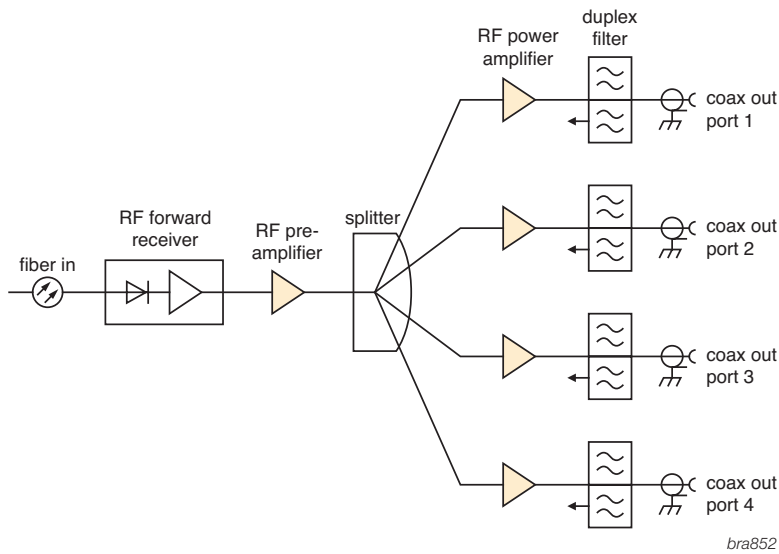 duplex
filter
RF power
amplifier
coax out
port 1
splitter
RF forward
receiver
RF pre-
amplifier
coax out
port 2
fiber in
coax out
port 3
coax out
port 4
bra852